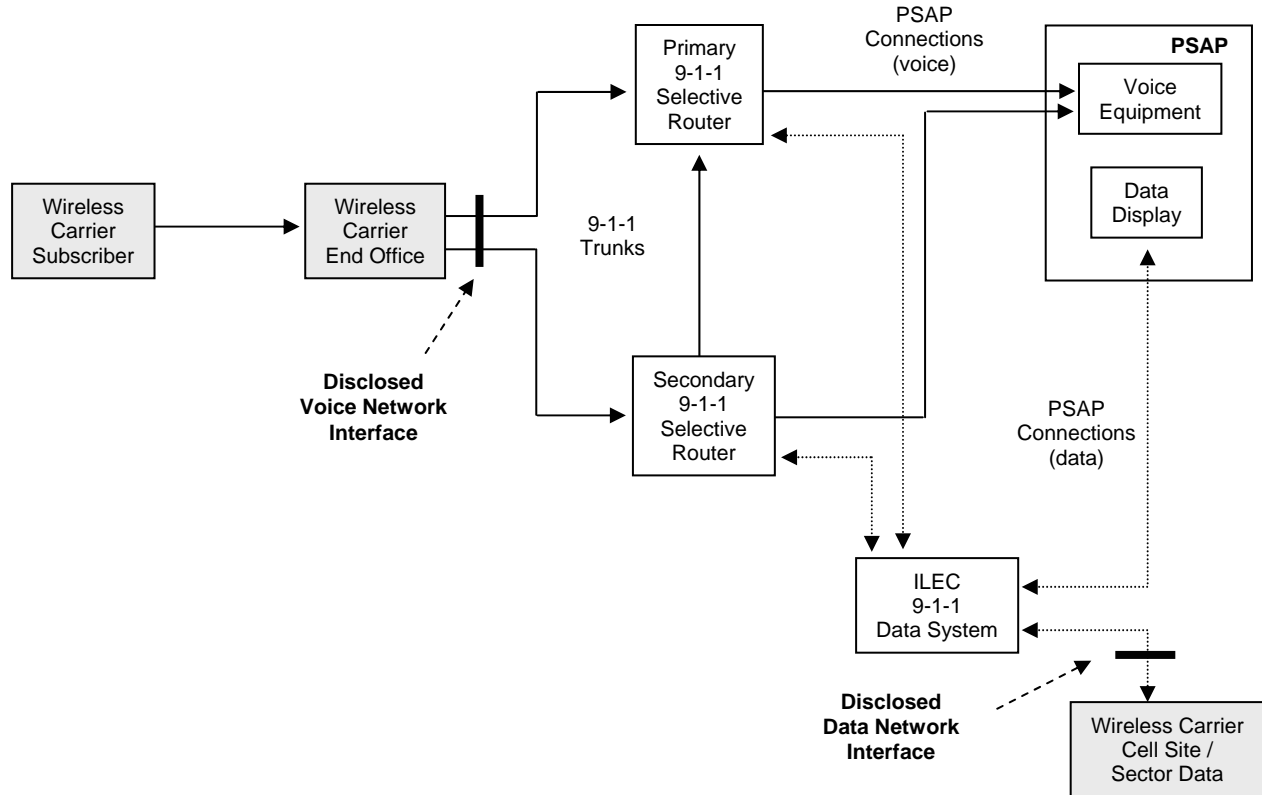 PSAP
Connections
(voice)
PSAP
Primary
9-1-1
Selective
Router
Voice
Equipment
Wireless
Carrier
Subscriber
Wireless
Carrier
End Office
9-1-1
Trunks
Data
Display
Disclosed
Voice Network
Interface
Secondary
9-1-1
Selective
Router
PSAP
Connections
(data)
ILEC
9-1-1
Data System
Disclosed
Data Network
Interface
Wireless Carrier
Cell Site /
Sector Data